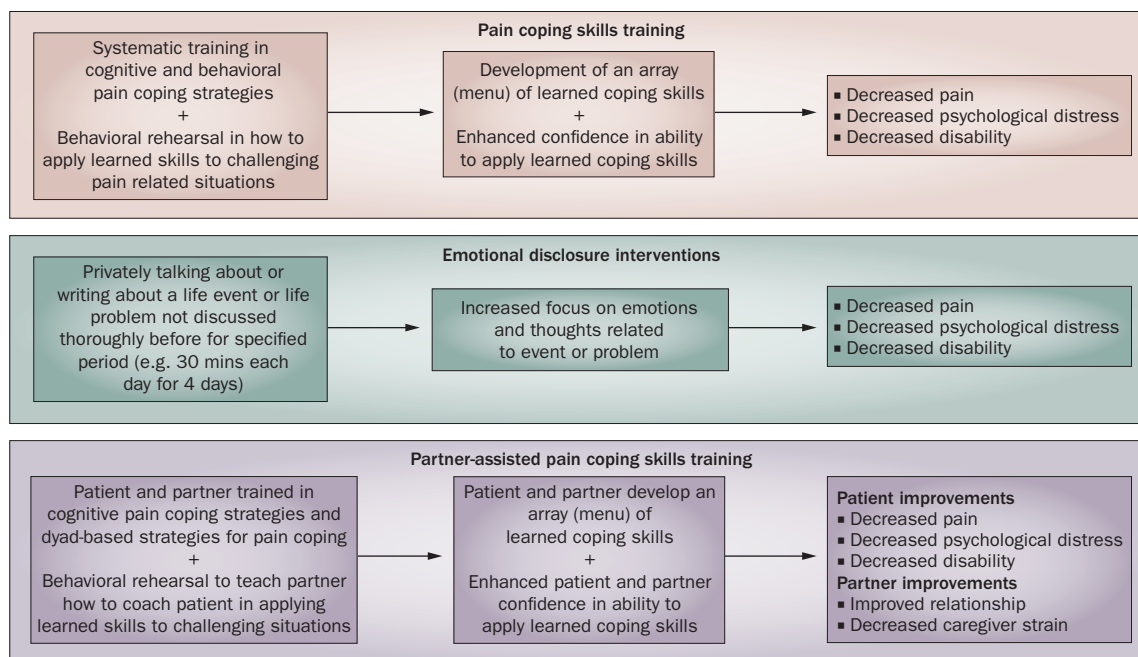 Pain coping skills training
Systematic training in
cognitive and behavioral
pain coping strategies
+
Behavioral rehearsal in how to
apply learned skills to challenging
pain related situations
Development of an array
(menu) of learned coping skills
+
Enhanced confidence in ability
to apply learned coping skills
▪ Decreased pain
▪ Decreased psychological distress
▪ Decreased disability
Emotional disclosure interventions
Privately talking about or
writing about a life event or life
problem not discussed
thoroughly before for specified
period (e.g. 30 mins each
day for 4 days)
Increased focus on emotions
and thoughts related
to event or problem
▪ Decreased pain
▪ Decreased psychological distress
▪ Decreased disability
Partner-assisted pain coping skills training
Patient and partner trained in
cognitive pain coping strategies and
dyad-based strategies for pain coping
+
Behavioral rehearsal to teach partner
how to coach patient in applying
learned skills to challenging situations
Patient and partner develop an
array (menu) of
learned coping skills
+
Enhanced patient and partner
confidence in ability to
apply learned coping skills
Patient improvements
▪ Decreased pain
▪ Decreased psychological distress
▪ Decreased disability
Partner improvements
▪ Improved relationship
▪ Decreased caregiver strain